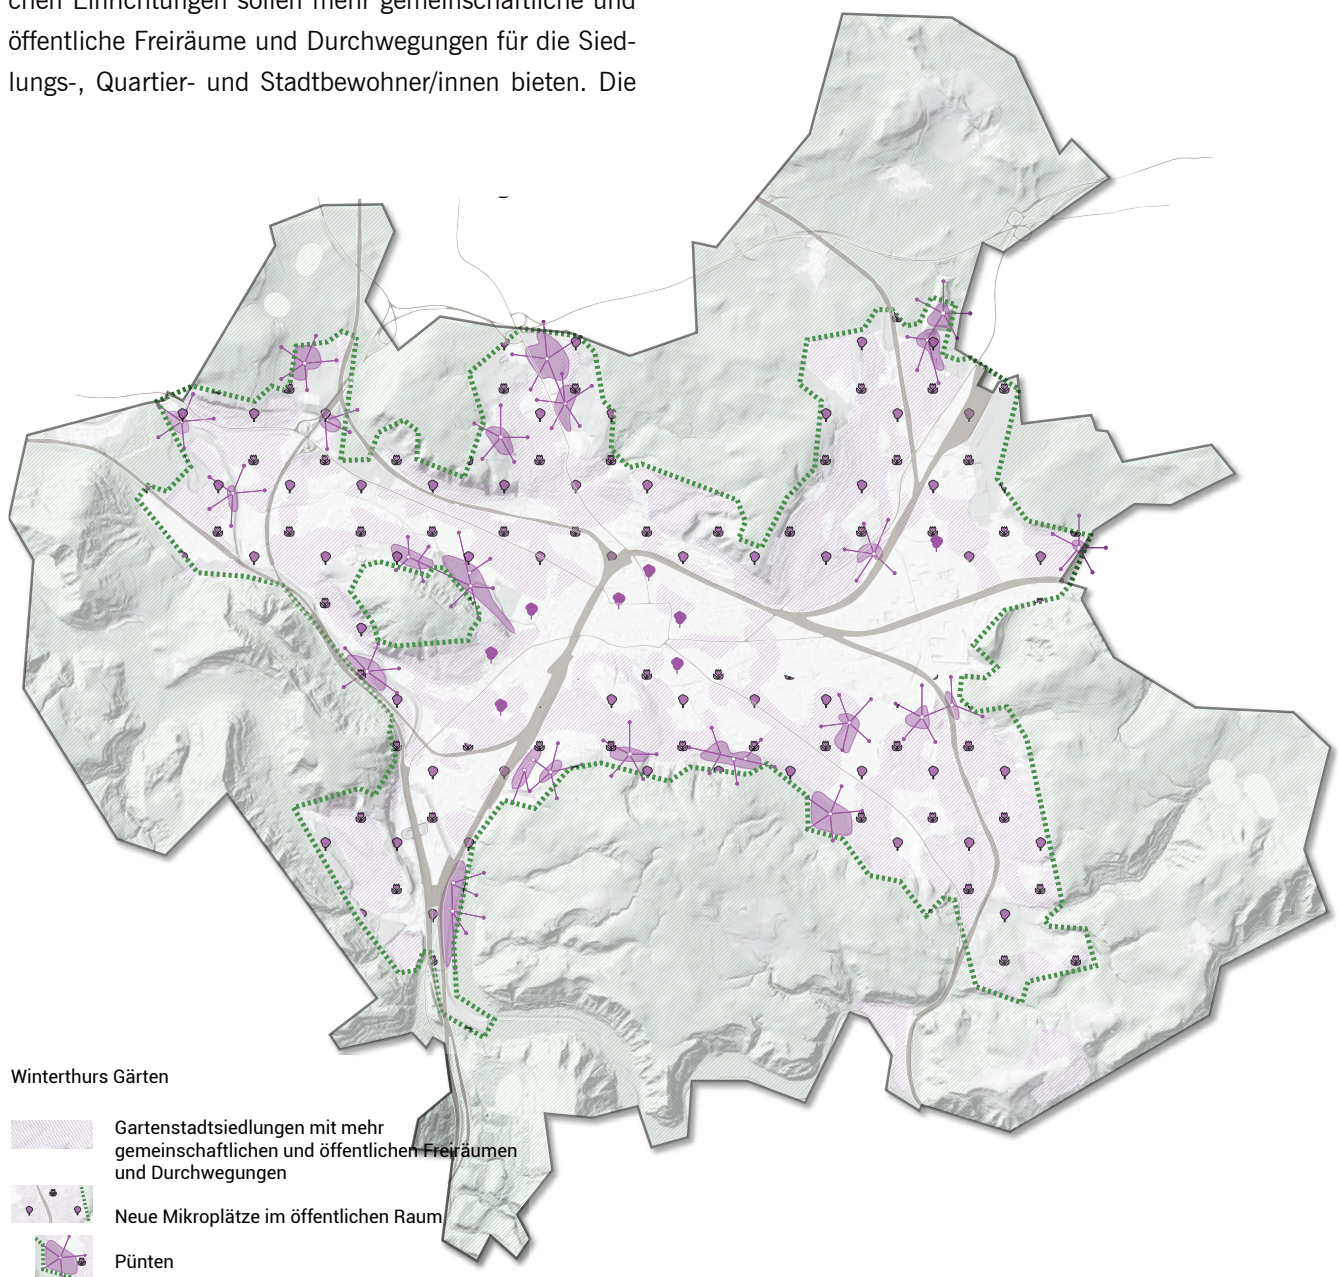 chen Einrichtungen sollen mehr gemeinschaftliche und
öffentliche Freiräume und Durchwegungen für die Sied-
lungs-, Quartier- und Stadtbewohner/innen bieten. Die
Winterthurs Gärten
Gartenstadtsiedlungen mit mehr
gemeinschaftlichen und öffentlichen Freiräumen
und Durchwegungen
Neue Mikroplätze im öffentlichen Raum
Pünten